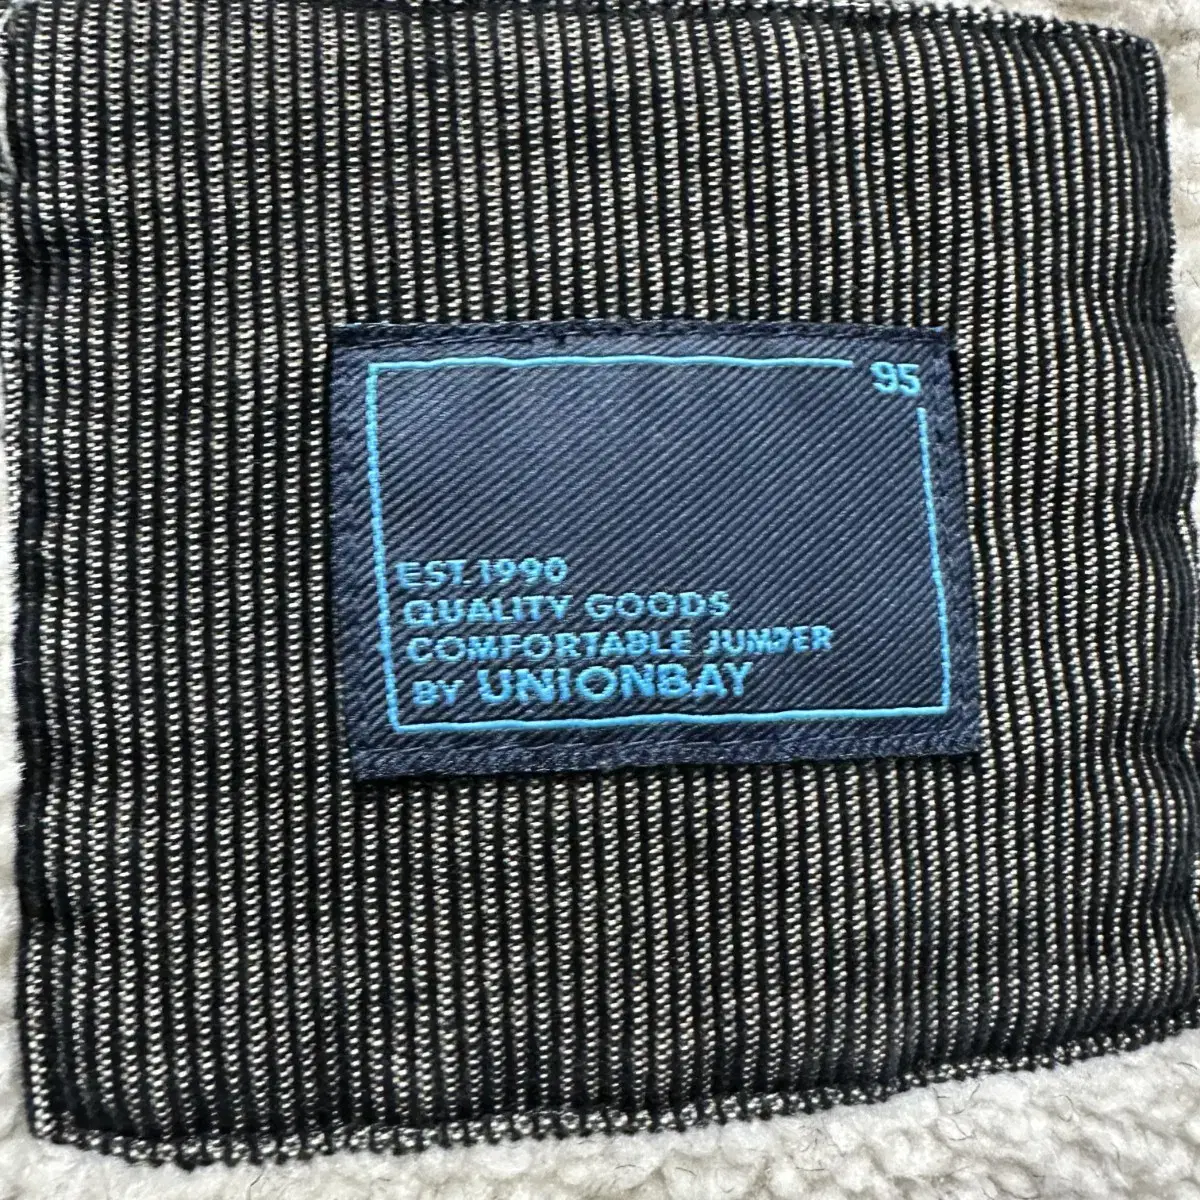 95
EST.1990
QUALITY GOODS
COMFORTABLE JUMPER
BY UNIONBAY